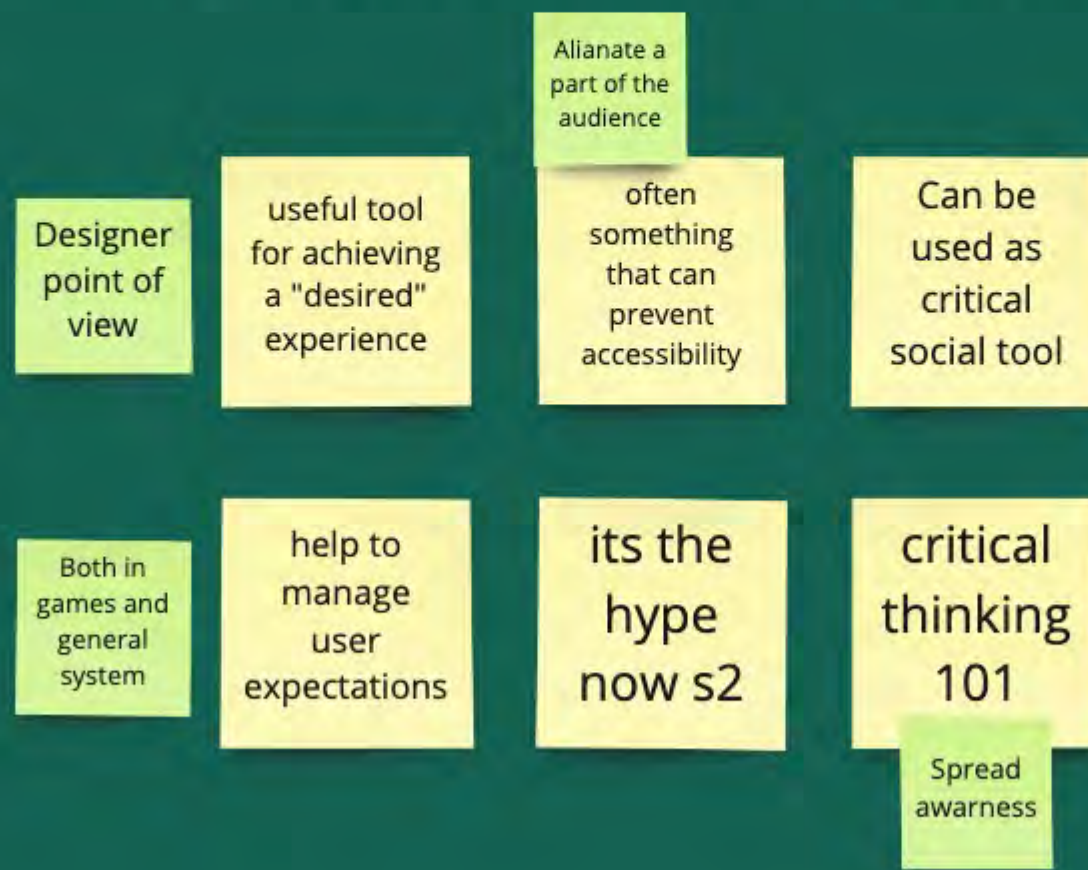 Alianate a
part of the
audience
Designer
point of
view
useful tool
for achieving
a "desired"
experience
often
something
that can
prevent
accessibility
Can be
used as
critical
social tool
Both in
games and
general
system
help to
manage
user
expectations
its the
hype
now s2
critical
thinking
101
Spread
awarness